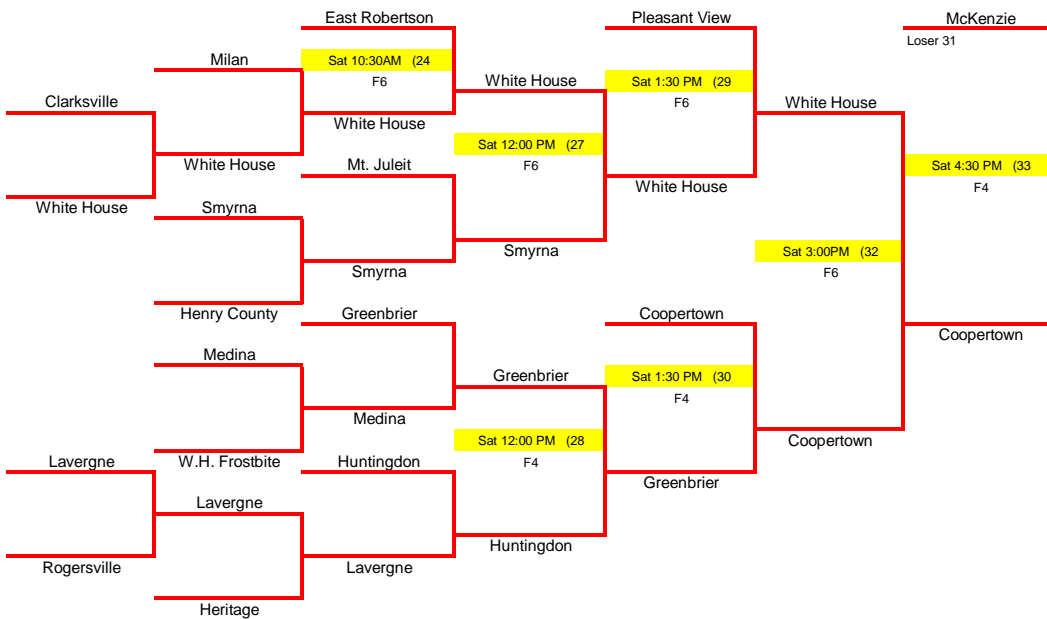 East Robertson
Pleasant View
McKenzie
Loser 31
Milan
Sat 10:30AM (24
F6
White House
Sat 1:30 PM (29
F6
Clarksville
White House
White House
Sat 12:00 PM (27
F6
White House
Mt. Juleit
Sat 4:30 PM (33
F4
White House
White House
Smyrna
Smyrna
Sat 3:00PM (32
F6
Smyrna
Henry County
Greenbrier
Coopertown
Coopertown
Medina
Greenbrier
Sat 1:30 PM (30
F4
Medina
Sat 12:00 PM (28
F4
Coopertown
Lavergne
W.H. Frostbite
Huntingdon
Greenbrier
Lavergne
Huntingdon
Rogersville
Lavergne
Heritage